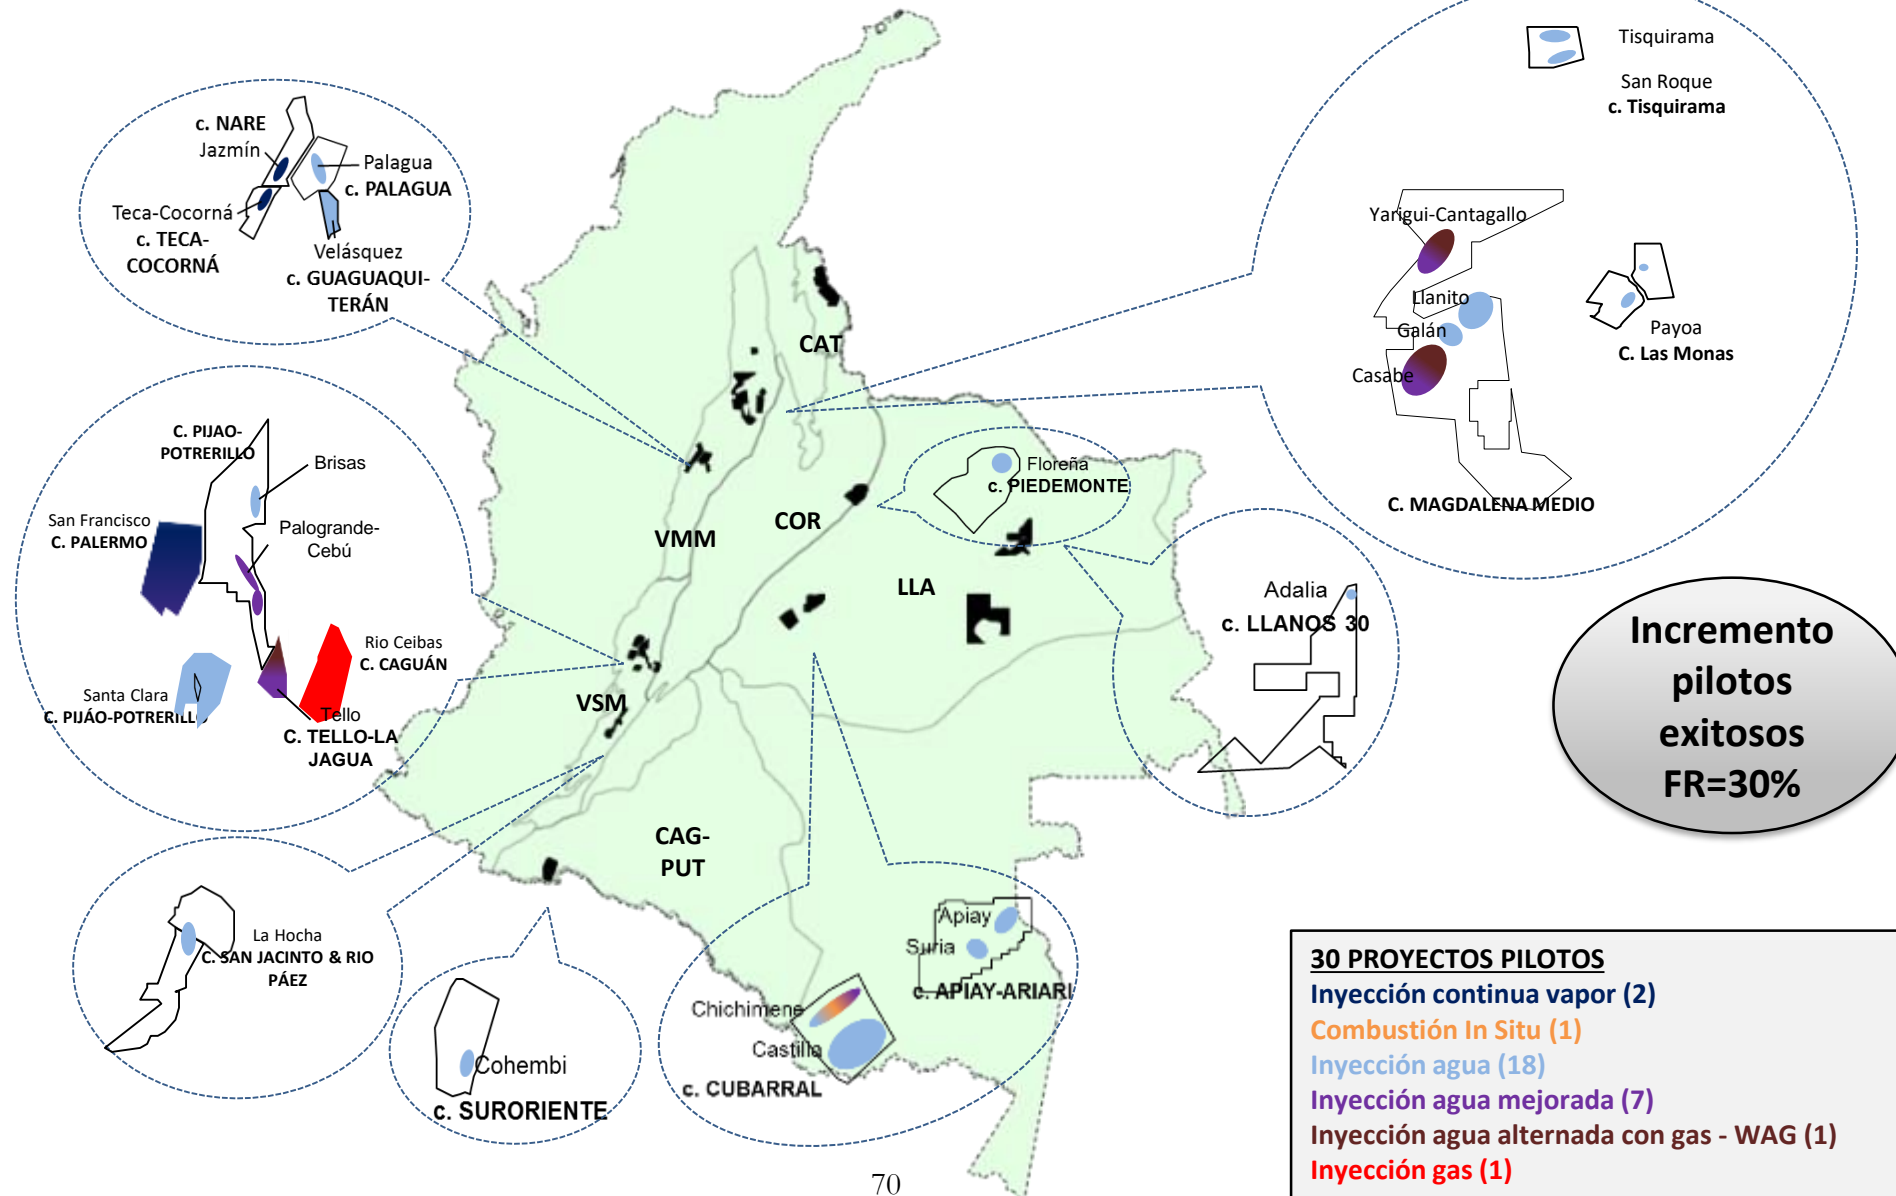 c. NARE
Jazmín
Palagua
c. PALAGUA
Teca-Cocorná
c. TECA-
COCORNÁ
Velásquez
c. GUAGUAQUI-
TERÁN
Tisquirama
San Roque
c. Tisquirama
Yarigui-Cantagallo
Llanito
Galán
Casabe
Payoa
C. Las Monas
C. MAGDALENA MEDIO
CAT
COR
VMM
LLA
VSM
CAG-
PUT
Floreña
c. PIEDEMONTE
C. PIJAO-
POTRERILLO
Brisas
San Francisco
C. PALERMO
Palogrande-
Cebú
Rio Ceibas
C. CAGUÁN
Santa Clara
C. PIJÁO-POTRERILLO
Tello
C. TELLO-LA
JAGUA
Adalia
c. LLANOS 30
Incremento
pilotos
exitosos
FR=30%
La Hocha
C. SAN JACINTO & RIO
PÁEZ
Cohembi
c. SURORIENTE
Apiay
Suria
c. APIAY-ARIARI
Chichimene
Castilla
c. CUBARRAL
30 PROYECTOS PILOTOS
Inyección continua vapor (2)
Combustión In Situ (1)
Inyección agua (18)
Inyección agua mejorada (7)
Inyección agua alternada con gas - WAG (1)
Inyección gas (1)
70